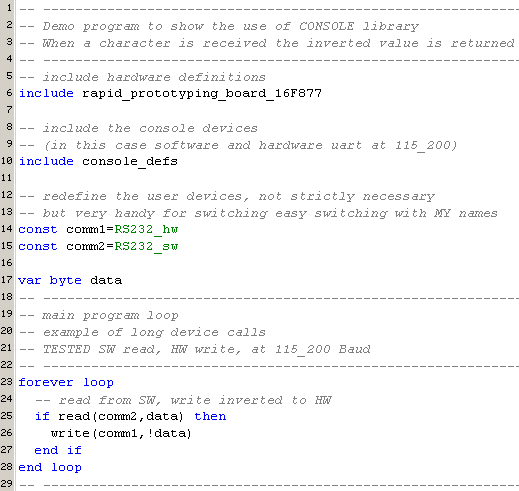 1 -- -----------------------------------------------------------
2 -- Demo program to show the use of CONSOLE library
3 -- When a character is received the inverted value is returned
4 -- -----------------------------------------------------------
5 -- include hardware definitions
6 include rapid_prototyping_board_16F877
7
8 -- include the console devices
9 -- (in this case software and hardware uart at 115_200)
10 include console_defs
11
12 -- redefine the user devices, not strictly necessary
13 -- but very handy for switching easy switching with MY names
14 const comm1=RS232_hw
15 const comm2=RS232_sw
16
17 var byte data
18 -- -----------------------------------------------------------
19 -- main program loop
20 -- example of long device calls
21 -- TESTED SW read, HW write, at 115_200 Baud
22 -- -----------------------------------------------------------
23 forever loop
24   -- read from SW, write inverted to HW
25   if read(comm2,data) then
26     write(comm1,!data)
27   end if
28 end loop
29 -- -----------------------------------------------------------